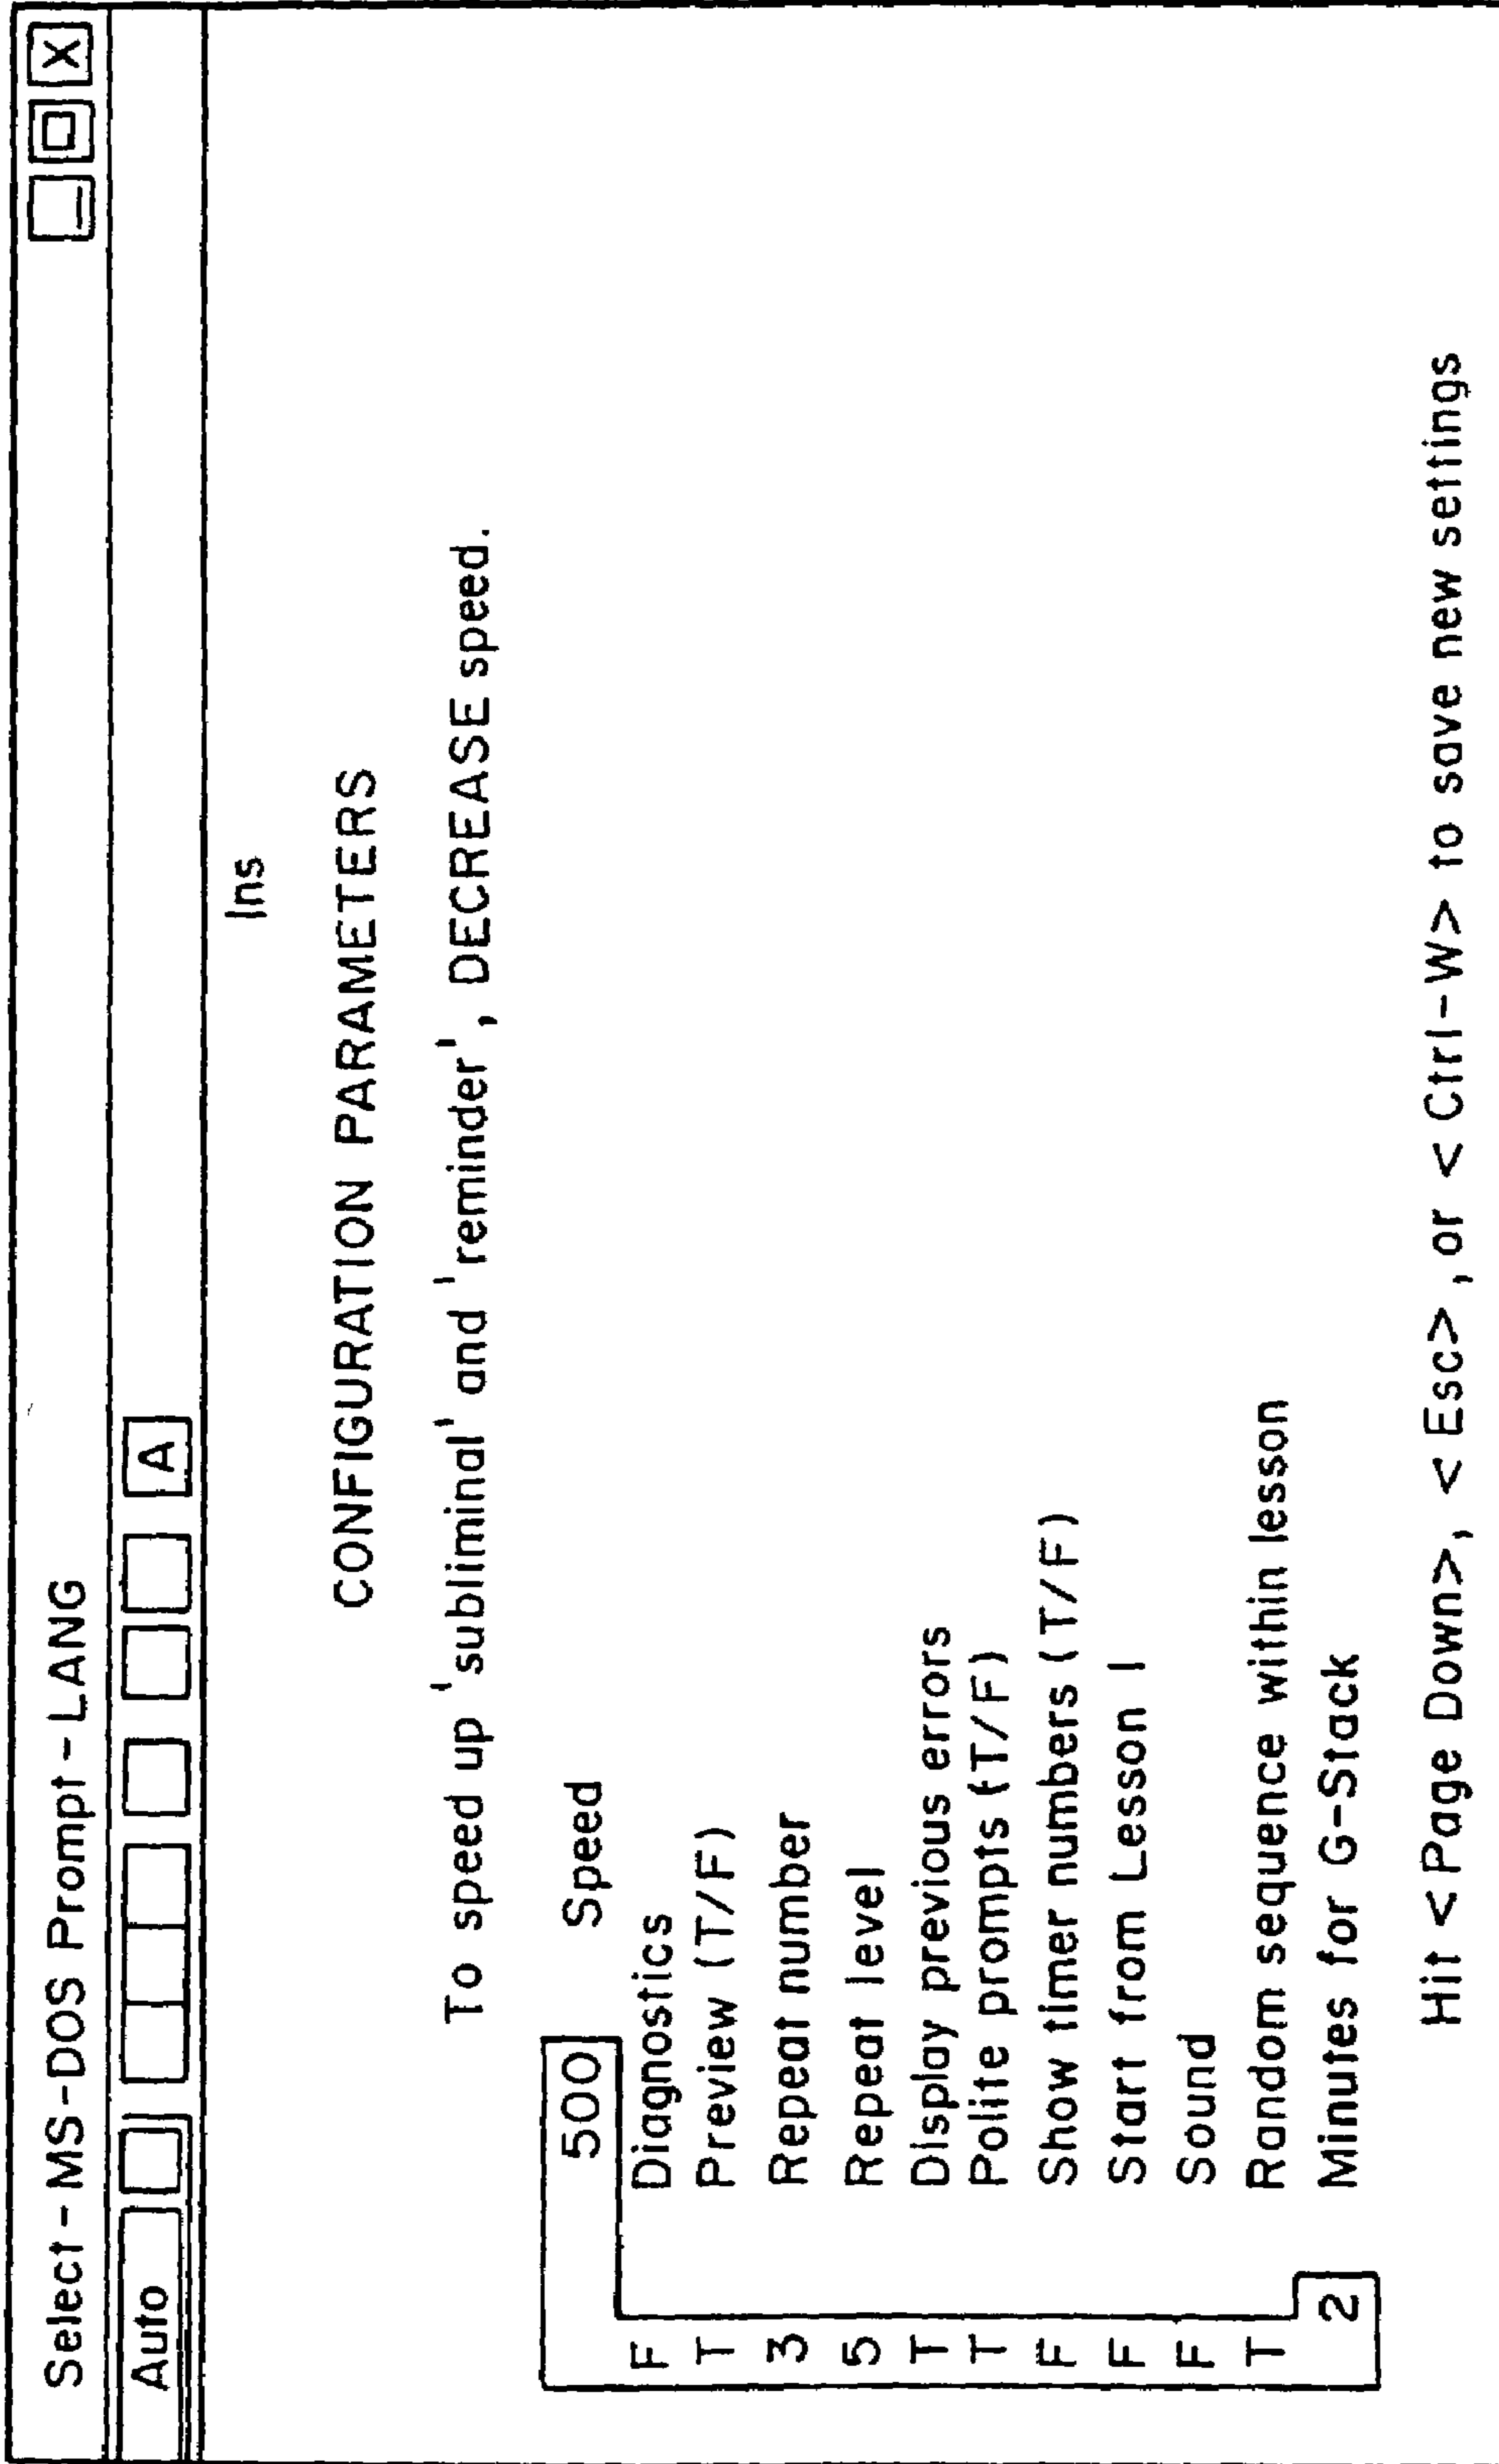 Select-MS-DOS Prompt-LANG
Auto A
Ins
CONFIGURATION PARAMETERS
To speed up 'subliminal' and 'reminder', DECREASE speed.
500 Speed
F Diagnostics
T Preview (T/F)
3 Repeat number
5 Repeat level
T Display previous errors
T Polite prompts (T/F)
F Show timer numbers (T/F)
F Start from Lesson 1
F Sound
T Random sequence within lesson
2 Minutes for G-Stack
Hit <Page Down>, <Esc>, or <Ctrl-W> to save new settings